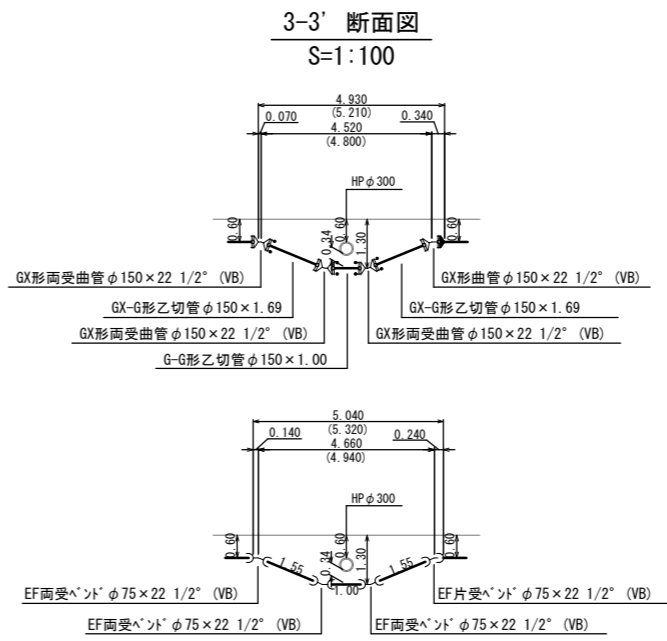 3-3' 断面図
S=1:100
4.930
(5.210)
0.070
4.520
(4.800)
0.340
HPφ300
0.60
0.60
0.34
1.30
0.60
GX形両受曲管φ150×22 1/2° (VB)
GX形曲管φ150×22 1/2° (VB)
GX-G形乙切管φ150×1.69
GX-G形乙切管φ150×1.69
GX形両受曲管φ150×22 1/2° (VB)
GX形両受曲管φ150×22 1/2° (VB)
G-G形乙切管φ150×1.00
5.040
(5.320)
0.140
4.660
(4.940)
0.240
HPφ300
0.60
0.60
0.34
1.30
0.60
1.55
1.00
1.55
EF両受ベンドφ75×22 1/2° (VB)
EF片受ベンドφ75×22 1/2° (VB)
EF両受ベンドφ75×22 1/2° (VB)
EF両受ベンドφ75×22 1/2° (VB)